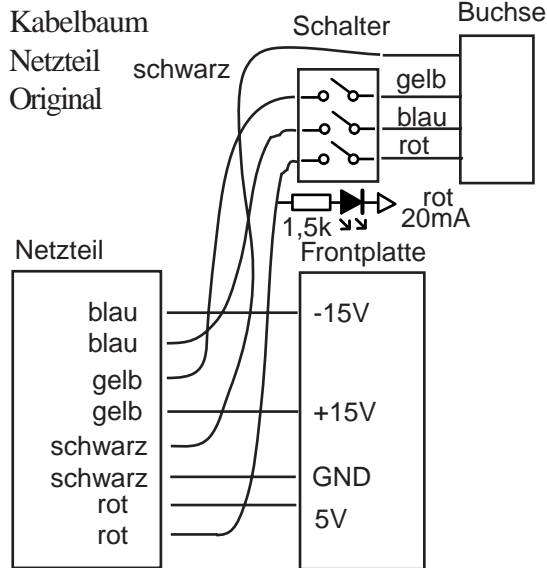 Kabelbaum
Netzteil
Original
Schalter
Buchse
schwarz
gelb
blau
rot
rot
20mA
1,5k
Netzteil
Frontplatte
blau
-15V
blau
gelb
gelb
+15V
schwarz
schwarz
GND
rot
5V
rot